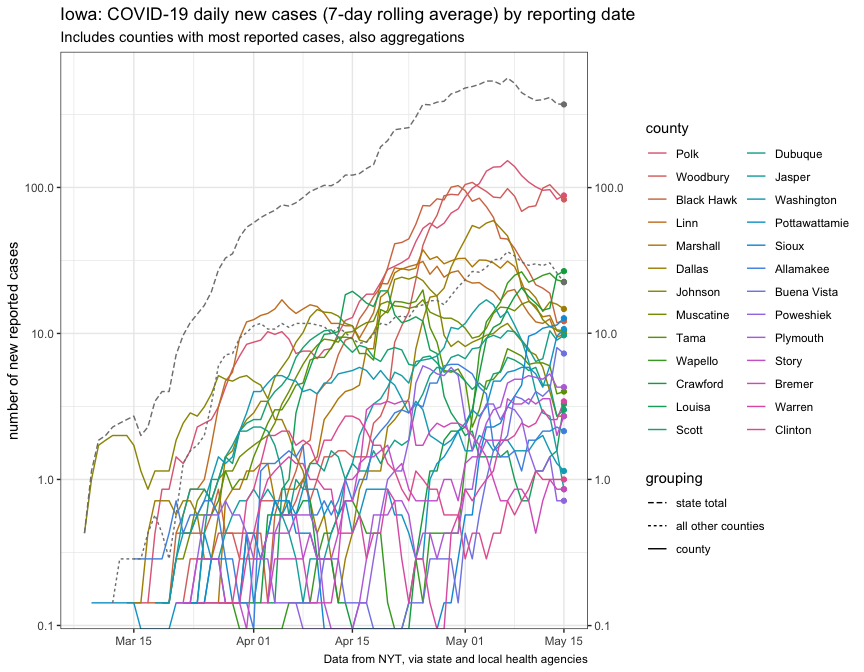 Iowa: COVID-19 daily new cases (7-day rolling average) by reporting date
Includes counties with most reported cases, also aggregations
number of new reported cases
100.0
10.0
1.0
0.1
100.0
10.0
1.0
0.1
Mar 15
Apr 01
Apr 15
May 01
May 15
Data from NYT, via state and local health agencies
county
Polk
Woodbury
Black Hawk
Linn
Marshall
Dallas
Johnson
Muscatine
Tama
Wapello
Crawford
Louisa
Scott
Dubuque
Jasper
Washington
Pottawattamie
Sioux
Allamakee
Buena Vista
Poweshiek
Plymouth
Story
Bremer
Warren
Clinton
grouping
state total
all other counties
county